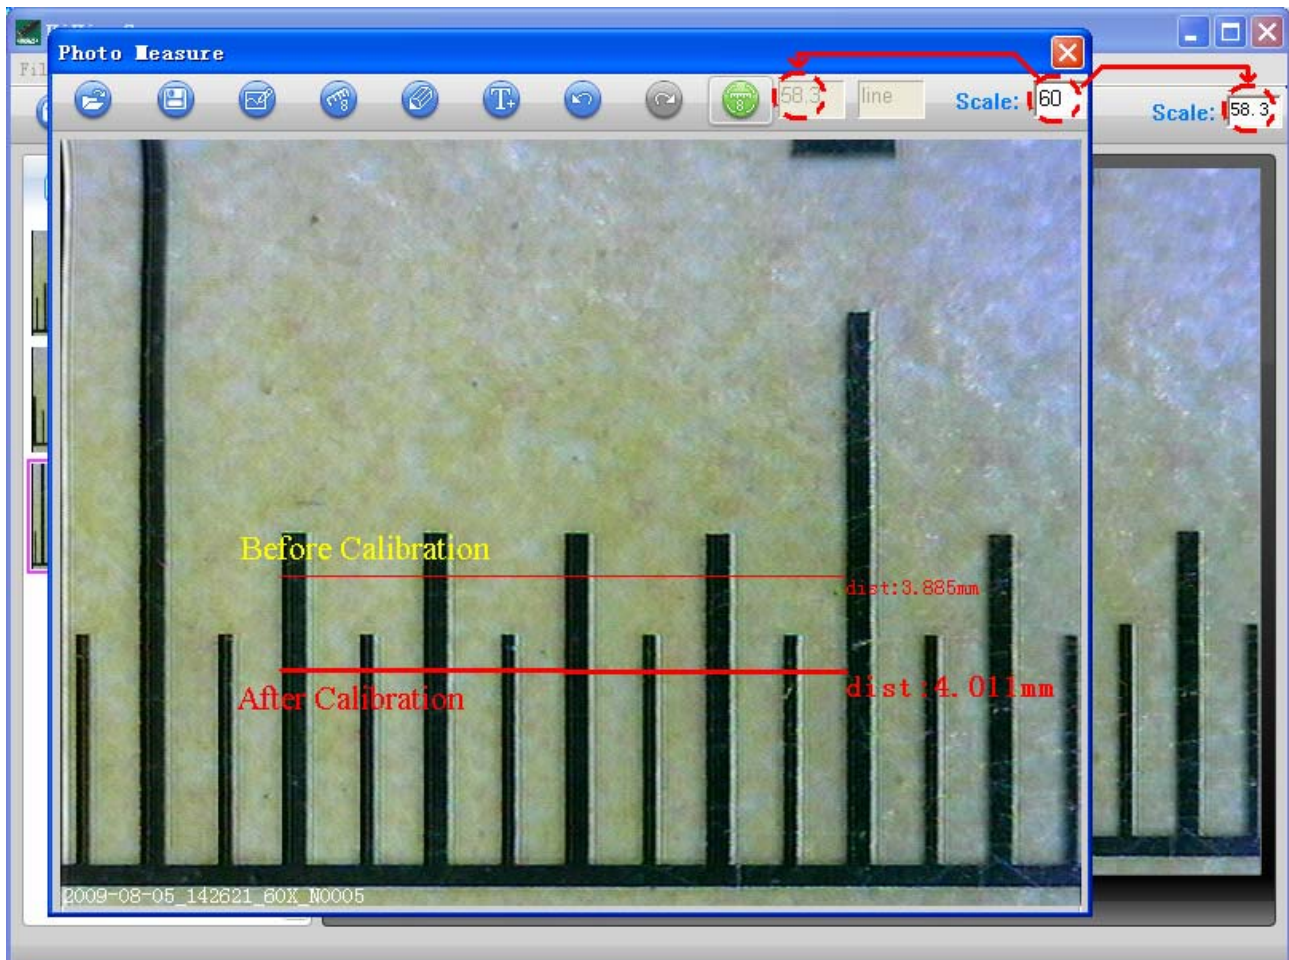 Photo Measure
Fil
58.3 line Scale: 60
Scale: 58.3
Before Calibration
dist:3.885mm
After Calibration
dist:4.011mm
2009-08-05_142621_60X_N0005